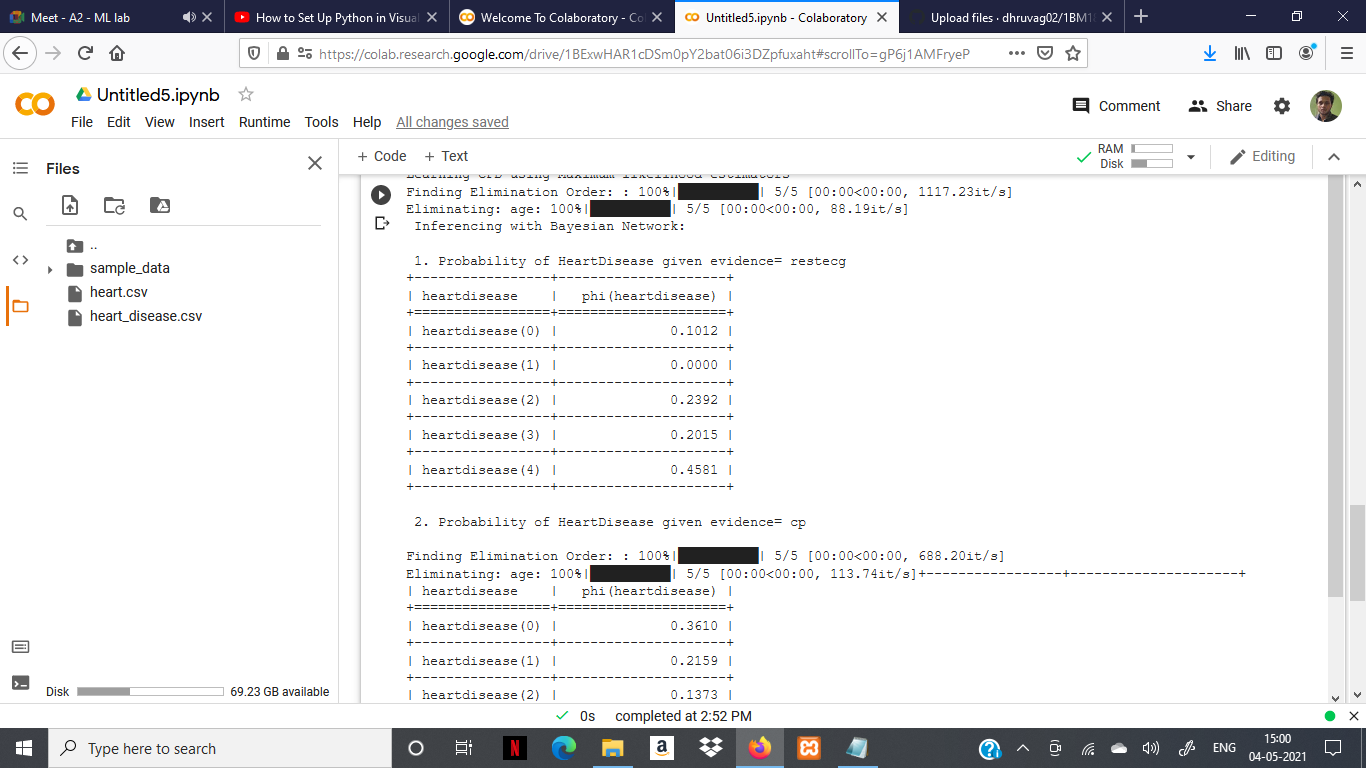 Meet - A2 - ML lab
How to Set Up Python in Visual
Welcome To Colaboratory - Co
Untitled5.ipynb - Colaboratory
Upload files · dhruvag02/1BM1
https://colab.research.google.com/drive/1BExwHAR1cDSm0pY2bat06i3DZpfuxaht#scrollTo=gP6j1AMFryeP
Untitled5.ipynb
File Edit View Insert Runtime Tools Help All changes saved
Comment Share
Files
+ Code + Text
RAM
Disk
Editing
..
sample_data
heart.csv
heart_disease.csv
Disk 69.23 GB available
Learning CPD using Maximum likelihood estimators
Finding Elimination Order: : 100%|██████████| 5/5 [00:00<00:00, 1117.23it/s]
Eliminating: age: 100%|██████████| 5/5 [00:00<00:00, 88.19it/s]
Inferencing with Bayesian Network:
1. Probability of HeartDisease given evidence= restecg
+-----------------+---------------------+
| heartdisease | phi(heartdisease) |
+=================+=====================+
| heartdisease(0) | 0.1012 |
+-----------------+---------------------+
| heartdisease(1) | 0.0000 |
+-----------------+---------------------+
| heartdisease(2) | 0.2392 |
+-----------------+---------------------+
| heartdisease(3) | 0.2015 |
+-----------------+---------------------+
| heartdisease(4) | 0.4581 |
+-----------------+---------------------+
2. Probability of HeartDisease given evidence= cp
Finding Elimination Order: : 100%|██████████| 5/5 [00:00<00:00, 688.20it/s]
Eliminating: age: 100%|██████████| 5/5 [00:00<00:00, 113.74it/s]+-----------------+---------------------+
| heartdisease | phi(heartdisease) |
+=================+=====================+
| heartdisease(0) | 0.3610 |
+-----------------+---------------------+
| heartdisease(1) | 0.2159 |
+-----------------+---------------------+
| heartdisease(2) | 0.1373 |
0s completed at 2:52 PM
Type here to search
ENG
15:00
04-05-2021